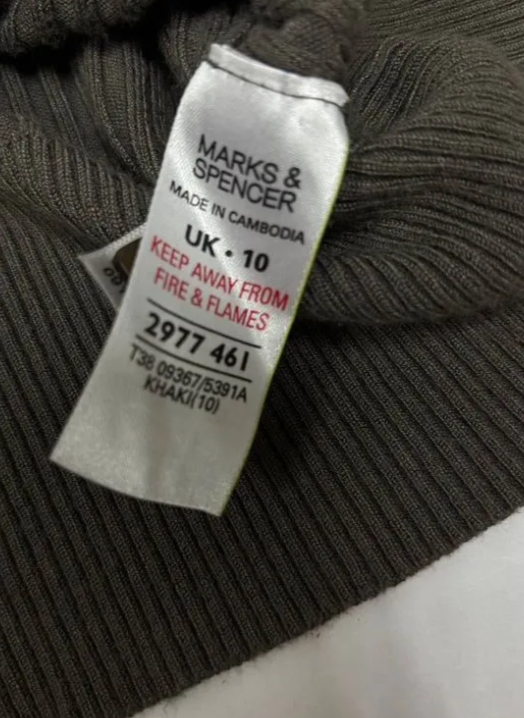 MARKS &
SPENCER
MADE IN CAMBODIA
UK • 10
KEEP AWAY FROM
FIRE & FLAMES
2977 461
T38 09367/5391A
KHAKI(10)